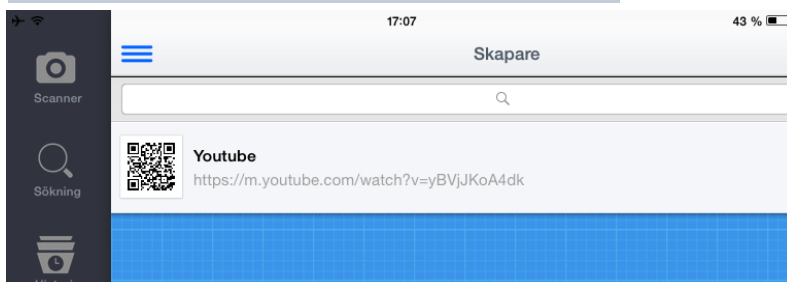 17:07
43 %
Skapare
Scanner
Youtube
https://m.youtube.com/watch?v=yBVjJKoA4dk
Sökning